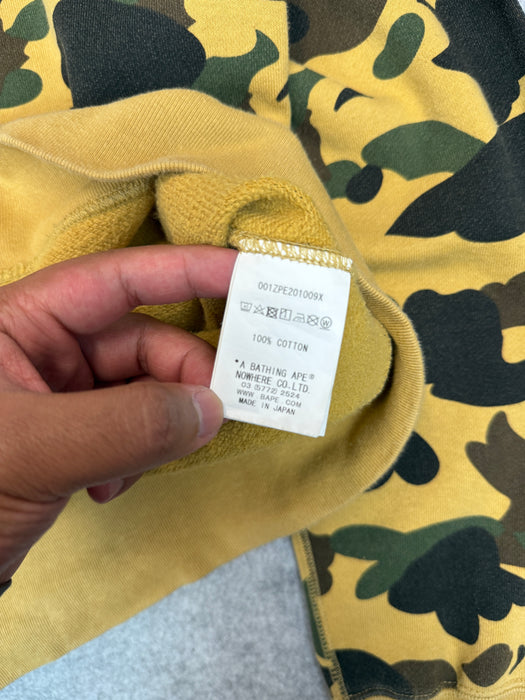 001ZPE201009X
100% COTTON
*A BATHING APE®
NOWHERE CO.,LTD.
03 (5772) 2524
WWW. BAPE. COM
MADE IN JAPAN